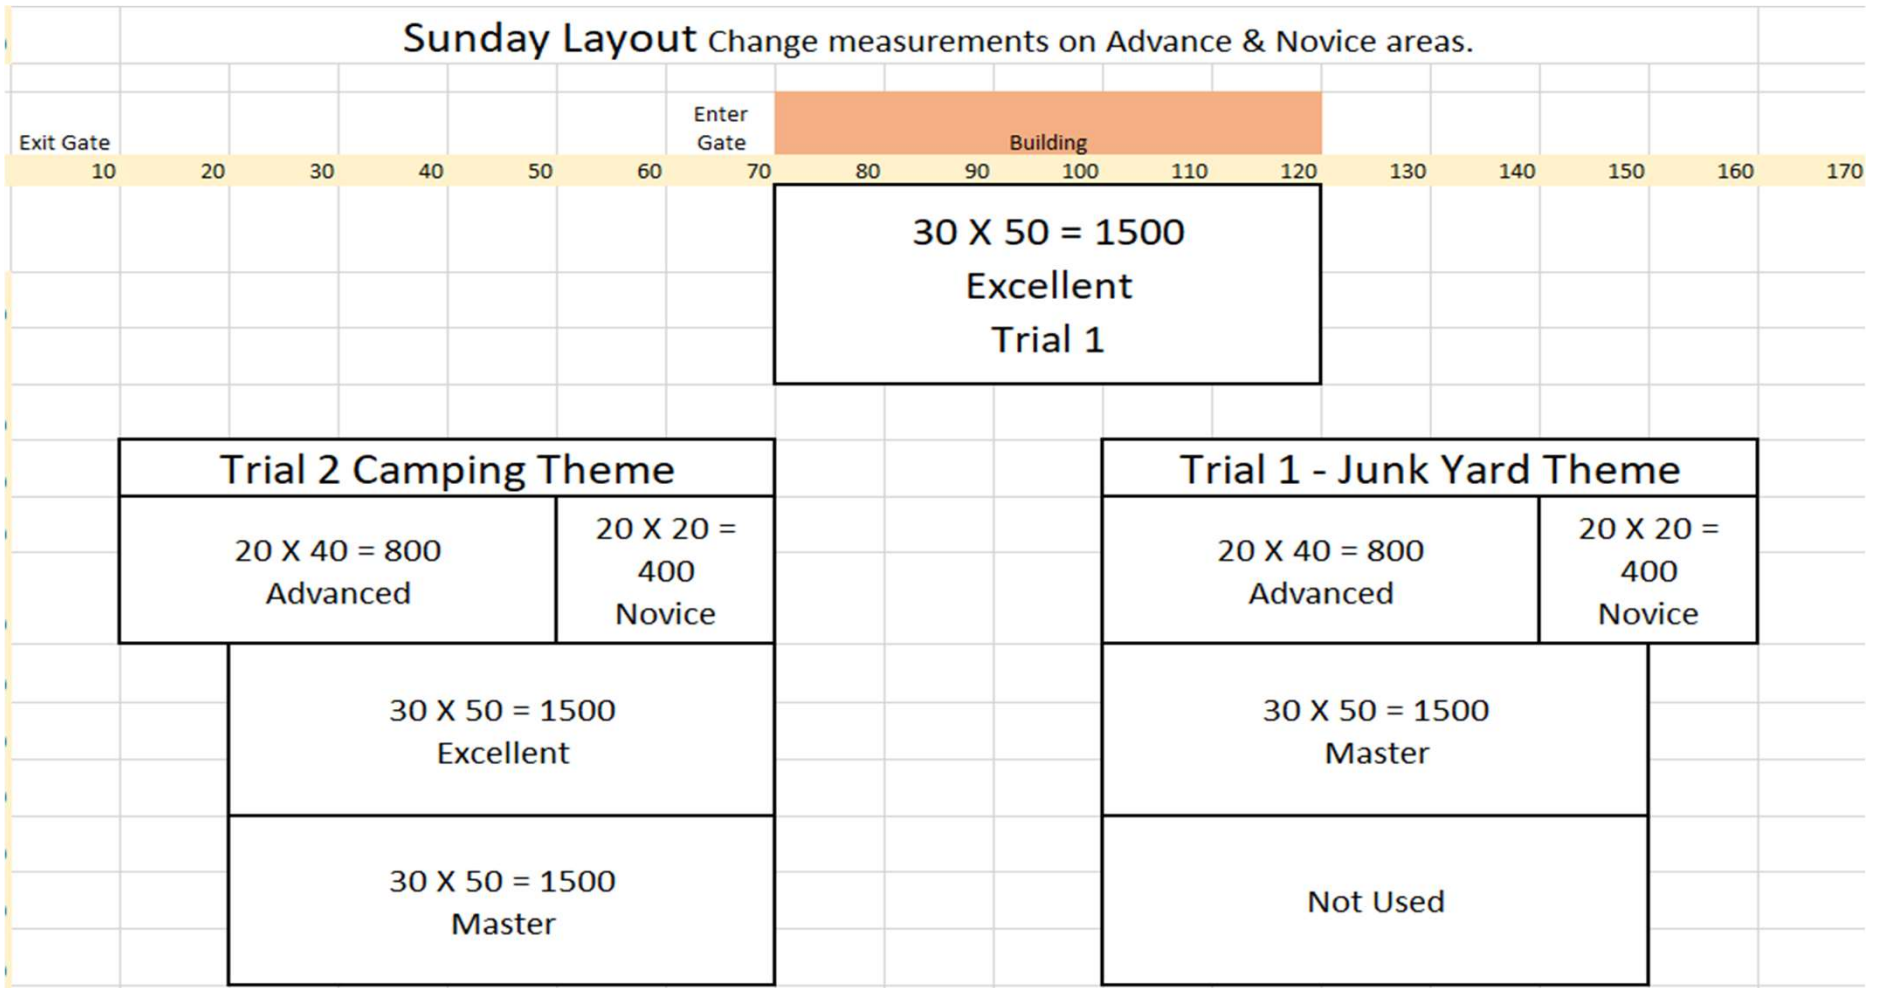 Sunday Layout Change measurements on Advance & Novice areas.
Enter
Exit Gate Gate Building
10 20 30 40 50 60 70 80 90 100 110 120 130 140 150 160 170
30 X 50 = 1500
Excellent
Trial 1
Trial 2 Camping Theme
20 X 40 = 800
Advanced
20 X 20 =
400
Novice
30 X 50 = 1500
Excellent
30 X 50 = 1500
Master
Trial 1 - Junk Yard Theme
20 X 40 = 800
Advanced
20 X 20 =
400
Novice
30 X 50 = 1500
Master
Not Used